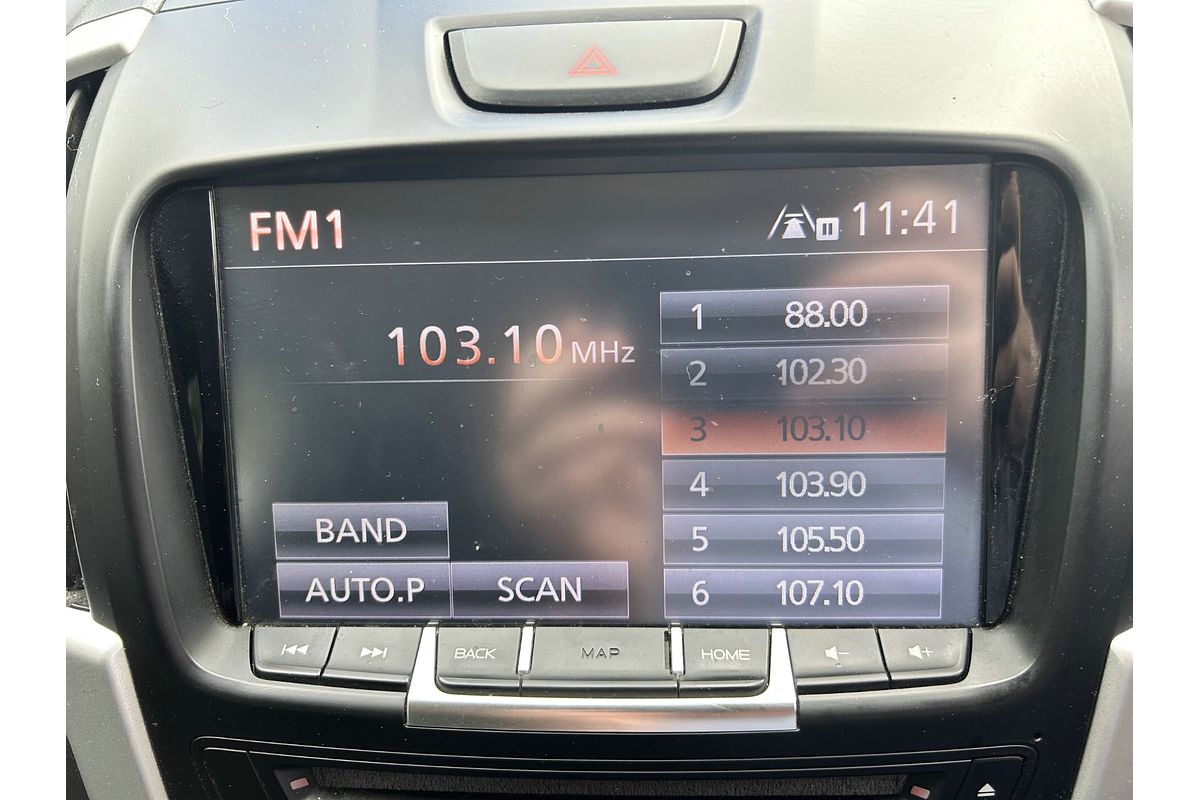 FM1
11:41
103.10 MHz
1 88.00
2 102.30
3 103.10
4 103.90
5 105.50
6 107.10
BAND
AUTO.P SCAN
BACK MAP HOME